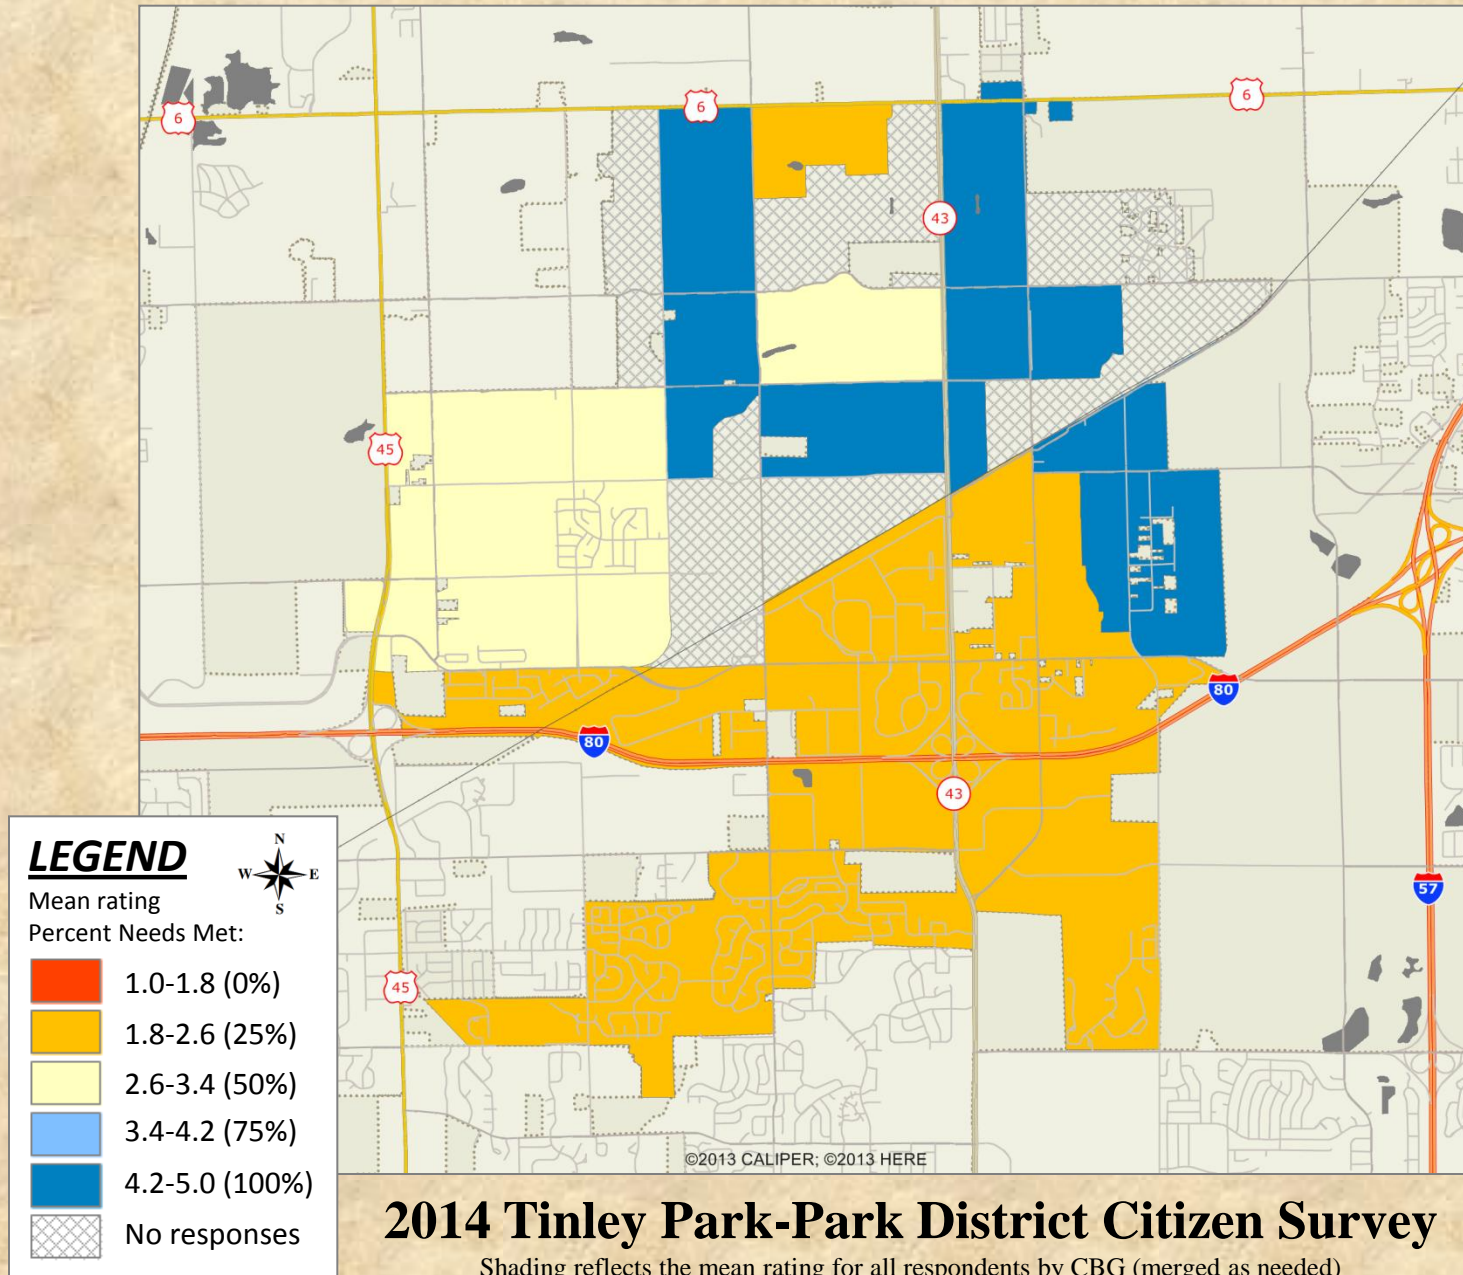 6
6
6
43
45
80
80
43
57
45
LEGEND
N
W E
S
Mean rating
Percent Needs Met:
1.0-1.8 (0%)
1.8-2.6 (25%)
2.6-3.4 (50%)
3.4-4.2 (75%)
4.2-5.0 (100%)
No responses
©2013 CALIPER; ©2013 HERE
2014 Tinley Park-Park District Citizen Survey
Shading reflects the mean rating for all respondents by CBG (merged as needed)